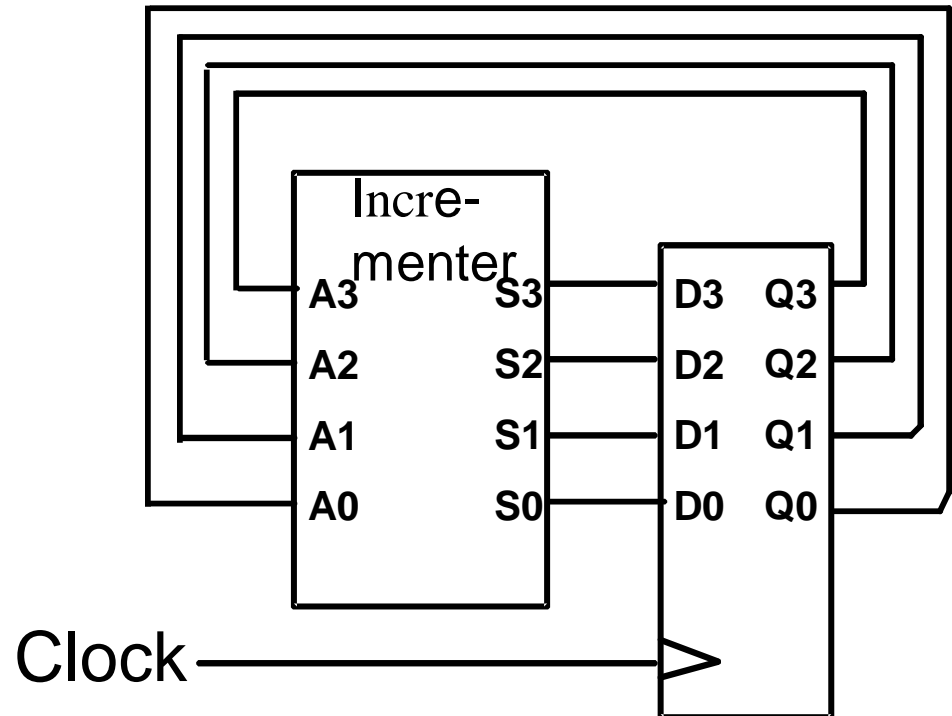 Incre-
menter
A3 S3 D3 Q3
A2 S2 D2 Q2
A1 S1 D1 Q1
A0 S0 D0 Q0
Clock